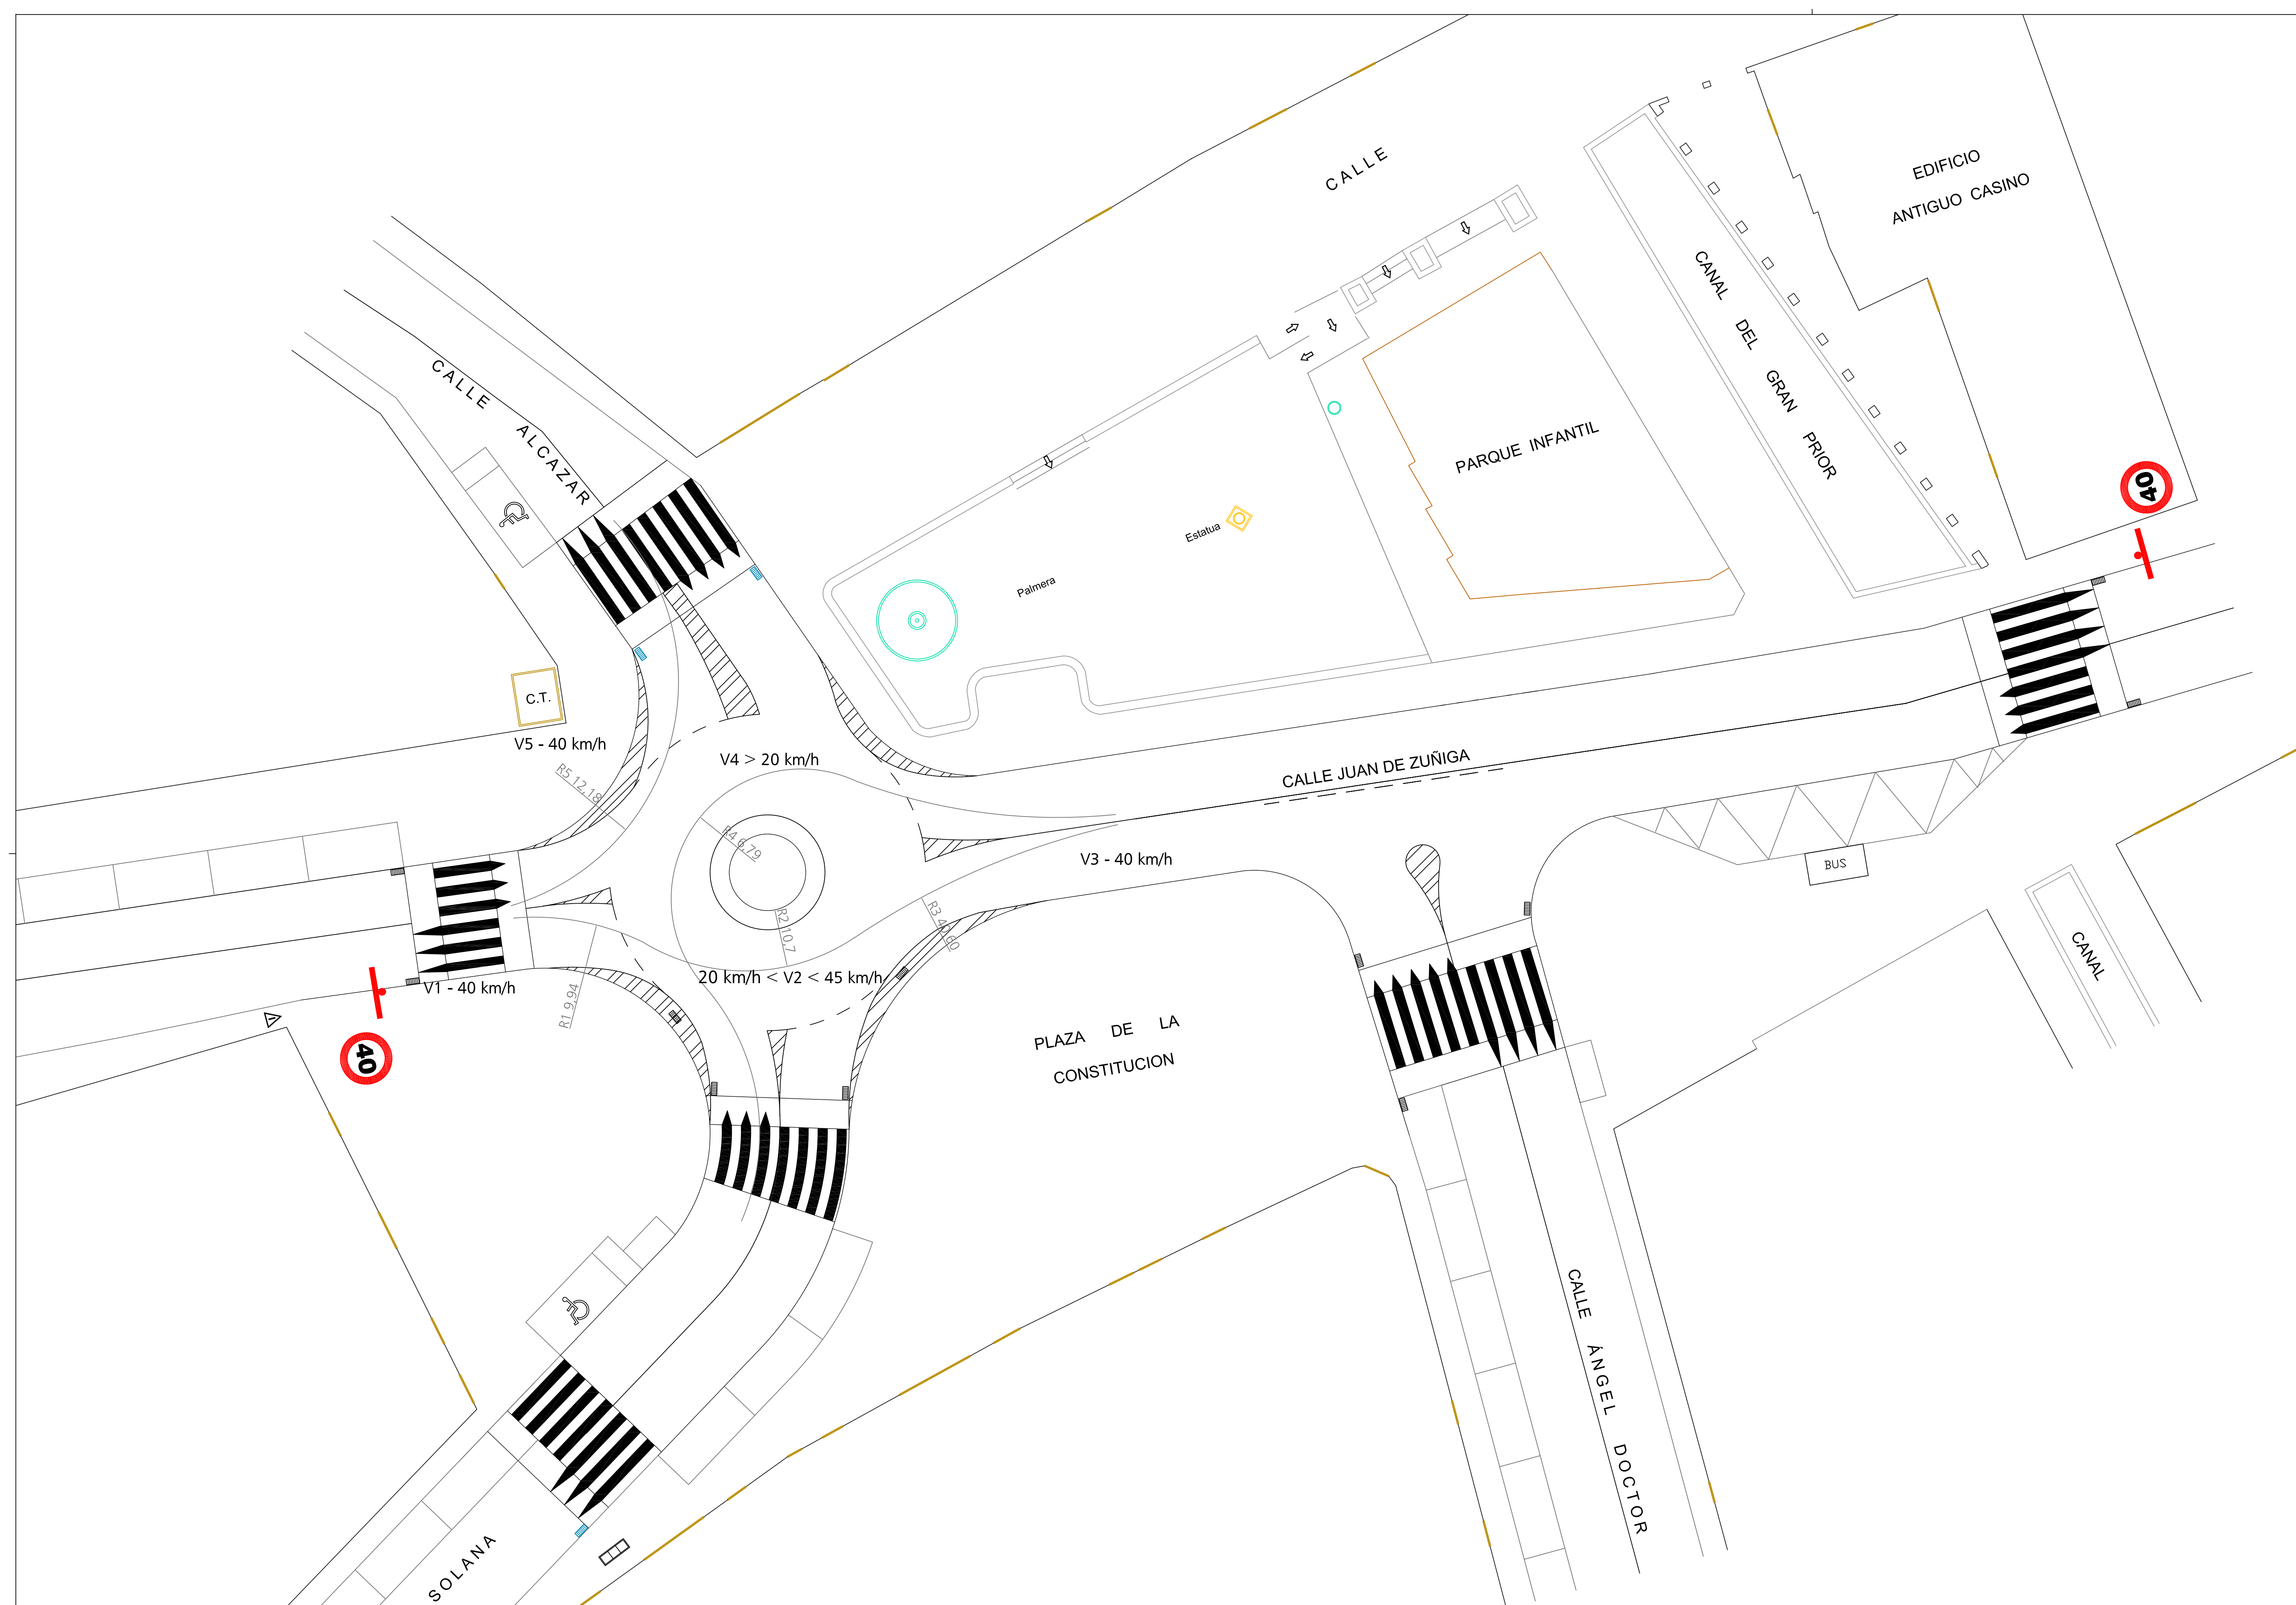 CALLE
EDIFICIO
ANTIGUO CASINO
CANAL DEL GRAN PRIOR
CALLE
ALCAZAR
PARQUE INFANTIL
40
Estatua
Palmera
C.T.
V5 - 40 km/h
V4 > 20 km/h
CALLE JUAN DE ZUÑIGA
R5 12,18
R4 6,79
V3 - 40 km/h
BUS
R2 10,7
R3 40,60
20 km/h < V2 < 45 km/h
V1 - 40 km/h
R1 9,94
40
PLAZA DE LA
CONSTITUCION
CANAL
CALLE ÁNGEL DOCTOR
SOLANA